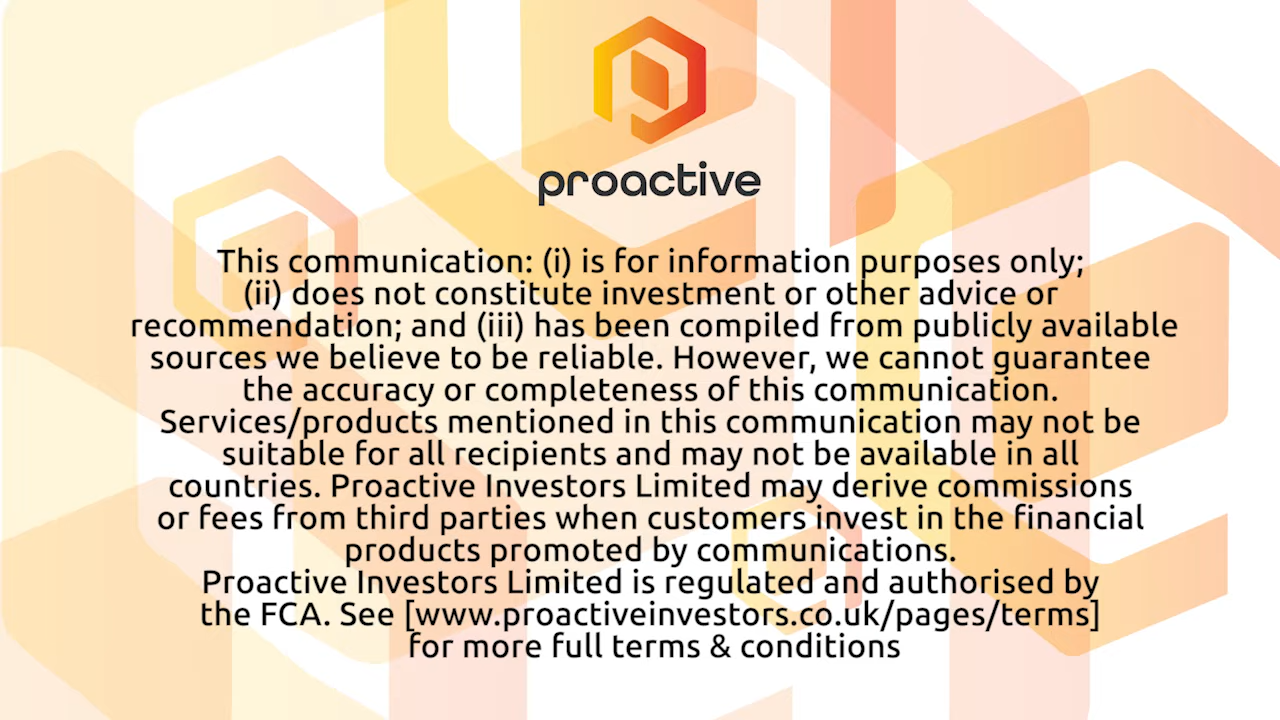 proactive
This communication: (i) is for information purposes only;
(ii) does not constitute investment or other advice or
recommendation; and (iii) has been compiled from publicly available
sources we believe to be reliable. However, we cannot guarantee
the accuracy or completeness of this communication.
Services/products mentioned in this communication may not be
suitable for all recipients and may not be available in all
countries. Proactive Investors Limited may derive commissions
or fees from third parties when customers invest in the financial
products promoted by communications.
Proactive Investors Limited is regulated and authorised by
the FCA. See [www.proactiveinvestors.co.uk/pages/terms]
for more full terms & conditions